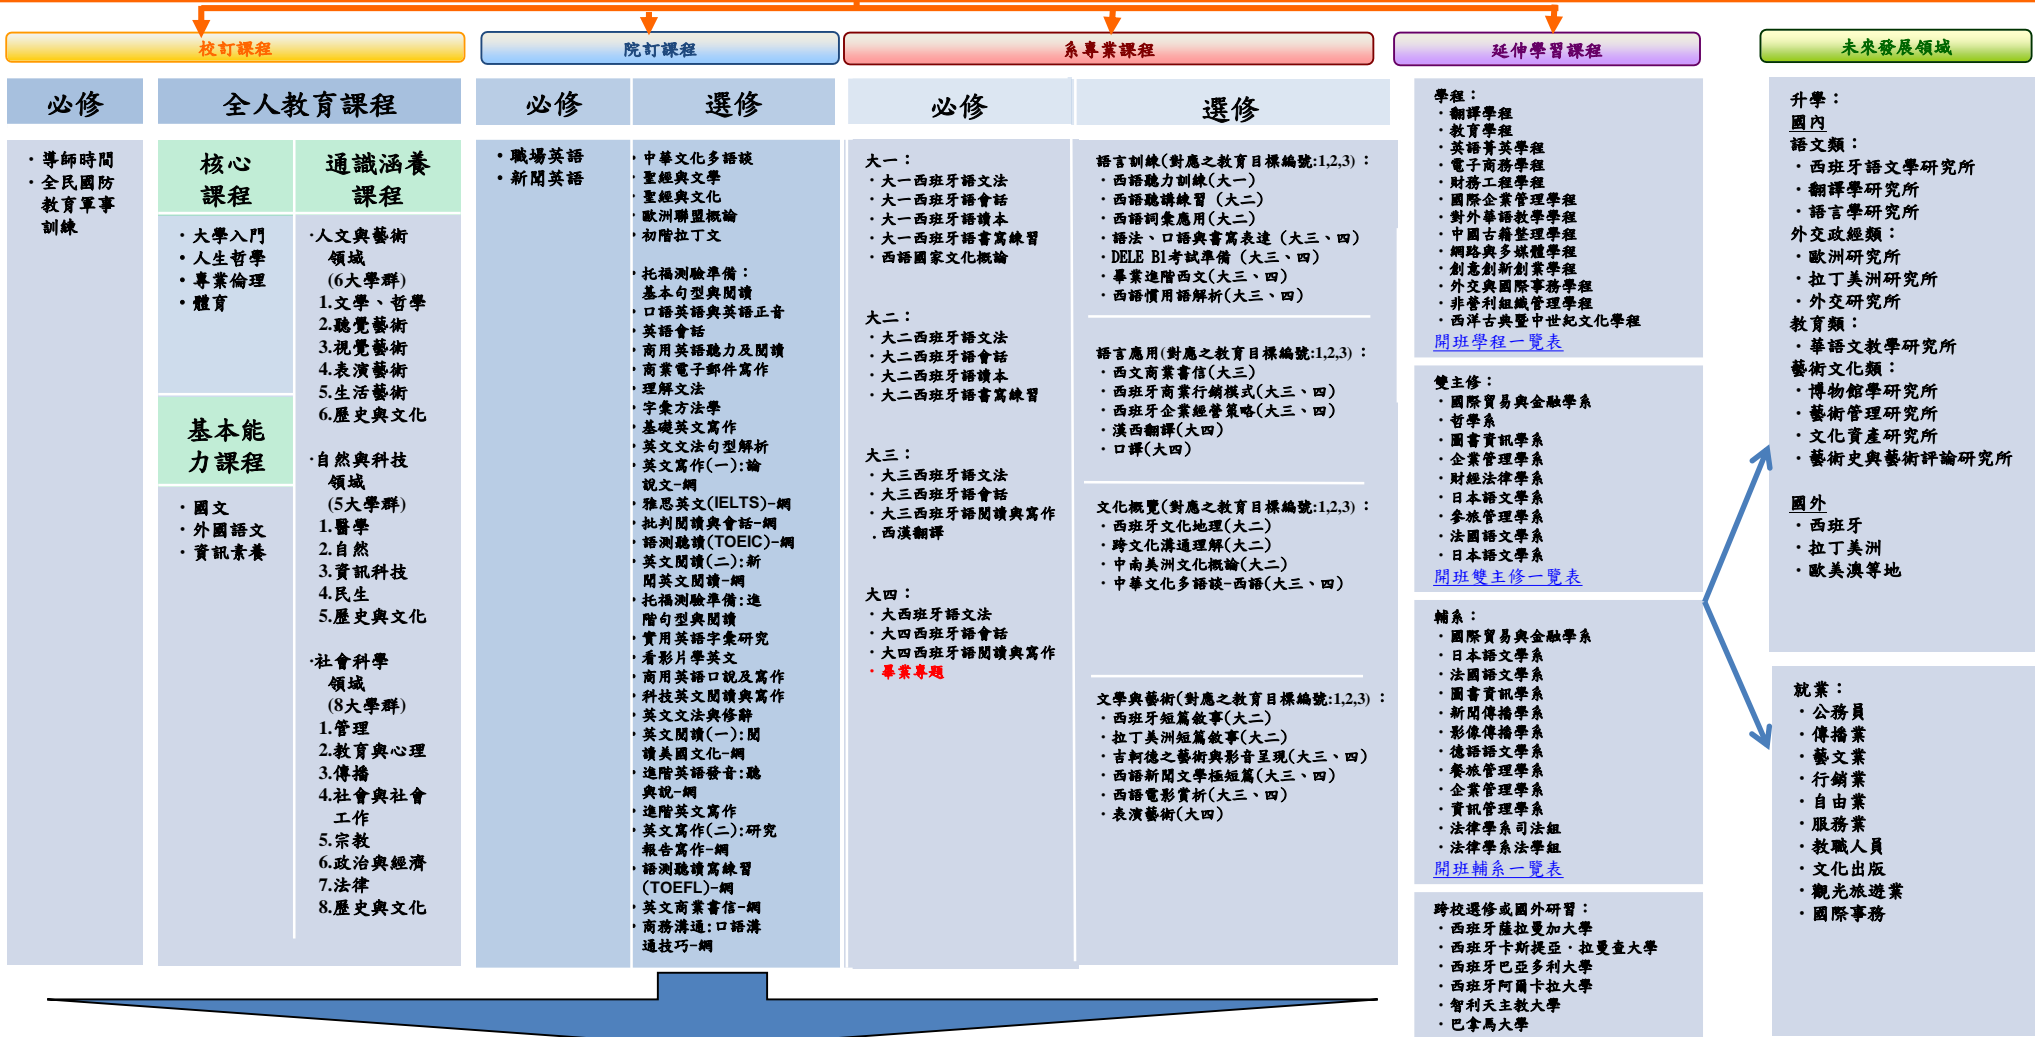 校訂課程
院訂課程
系專業課程
延伸學習課程
未來發展領域
必修
全人教育課程
‧導師時間
‧全民國防
教育軍事
訓練
核心
課程
‧大學入門
‧人生哲學
‧專業倫理
‧體育
基本能
力課程
‧國文
‧外國語文
‧資訊素養
通識涵養
課程
‧人文與藝術
領域
(6大學群)
1.文學、哲學
2.聽覺藝術
3.視覺藝術
4.表演藝術
5.生活藝術
6.歷史與文化
‧自然與科技
領域
(5大學群)
1.醫學
2.自然
3.資訊科技
4.民生
5.歷史與文化
‧社會科學
領域
(8大學群)
1.管理
2.教育與心理
3.傳播
4.社會與社會
工作
5.宗教
6.政治與經濟
7.法律
8.歷史與文化
必修
選修
‧職場英語
‧新聞英語
‧中華文化多語談
‧聖經與文學
‧聖經與文化
‧歐洲聯盟概論
‧初階拉丁文
‧托福測驗準備：
基本句型與閱讀
‧口語英語與英語正音
‧英語會話
‧商用英語聽力及閱讀
‧商業電子郵件寫作
‧理解文法
‧字彙方法學
‧基礎英文寫作
‧英文文法句型解析
‧英文寫作(一):論
說文-網
‧雅思英文(IELTS)-網
‧批判閱讀與會話-網
‧語測聽讀(TOEIC)-網
‧英文閱讀(二):新
聞英文閱讀-網
‧托福測驗準備:進
階句型與閱讀
‧實用英語字彙研究
‧看影片學英文
‧商用英語口說及寫作
‧科技英文閱讀與寫作
‧英文文法與修辭
‧英文閱讀(一):閱
讀美國文化-網
‧進階英語發音:聽
與說-網
‧進階英文寫作
‧英文寫作(二):研究
報告寫作-網
‧語測聽讀寫練習
(TOEFL)-網
‧英文商業書信-網
‧商務溝通:口語溝
通技巧-網
必修
選修
大一：
‧大一西班牙語文法
‧大一西班牙語會話
‧大一西班牙語讀本
‧大一西班牙語書寫練習
‧西語國家文化概論
大二：
‧大二西班牙語文法
‧大二西班牙語會話
‧大二西班牙語讀本
‧大二西班牙語書寫練習
大三：
‧大三西班牙語文法
‧大三西班牙語會話
‧大三西班牙語閱讀與寫作
.西漢翻譯
大四：
‧大西班牙語文法
‧大四西班牙語會話
‧大四西班牙語閱讀與寫作
‧畢業專題
語言訓練(對應之教育目標編號:1,2,3)：
‧西語聽力訓練(大一)
‧西語聽講練習 (大二)
‧西語詞彙應用(大二)
‧語法、口語與書寫表達 (大三、四)
‧DELE B1考試準備 (大三、四)
‧畢業進階西文(大三、四)
‧西語慣用語解析(大三、四)
語言應用(對應之教育目標編號:1,2,3)：
‧西文商業書信(大三)
‧西班牙商業行銷模式(大三、四)
‧西班牙企業經營策略(大三、四)
‧漢西翻譯(大四)
‧口譯(大四)
文化概覽(對應之教育目標編號:1,2,3)：
‧西班牙文化地理(大二)
‧跨文化溝通理解(大二)
‧中南美洲文化概論(大二)
‧中華文化多語談-西語(大三、四)
文學與藝術(對應之教育目標編號:1,2,3)：
‧西班牙短篇敘事(大二)
‧拉丁美洲短篇敘事(大二)
‧吉軻德之藝術與影音呈現(大三、四)
‧西語新聞文學極短篇(大三、四)
‧西語電影賞析(大三、四)
‧表演藝術(大四)
學程：
‧翻譯學程
‧教育學程
‧英語菁英學程
‧電子商務學程
‧財務工程學程
‧國際企業管理學程
‧對外華語教學學程
‧中國古籍整理學程
‧網路與多媒體學程
‧創意創新創業學程
‧外交與國際事務學程
‧非營利組織管理學程
‧西洋古典暨中世紀文化學程
開班學程一覽表
雙主修：
‧國際貿易與金融學系
‧哲學系
‧圖書資訊學系
‧企業管理學系
‧財經法律學系
‧日本語文學系
‧餐旅管理學系
‧法國語文學系
‧日本語文學系
開班雙主修一覽表
輔系：
‧國際貿易與金融學系
‧日本語文學系
‧法國語文學系
‧圖書資訊學系
‧新聞傳播學系
‧影像傳播學系
‧德語語文學系
‧餐旅管理學系
‧企業管理學系
‧資訊管理學系
‧法律學系司法組
‧法律學系法學組
開班輔系一覽表
跨校選修或國外研習：
‧西班牙薩拉曼加大學
‧西班牙卡斯提亞‧拉曼查大學
‧西班牙巴亞多利大學
‧西班牙阿爾卡拉大學
‧智利天主教大學
‧巴拿馬大學
升學：
國內
語文類：
‧西班牙語文學研究所
‧翻譯學研究所
‧語言學研究所
外交政經類：
‧歐洲研究所
‧拉丁美洲研究所
‧外交研究所
教育類：
‧華語文教學研究所
藝術文化類：
‧博物館學研究所
‧藝術管理研究所
‧文化資產研究所
‧藝術史與藝術評論研究所
國外
‧西班牙
‧拉丁美洲
‧歐美澳等地
就業：
‧公務員
‧傳播業
‧藝文業
‧行銷業
‧自由業
‧服務業
‧教職人員
‧文化出版
‧觀光旅遊業
‧國際事務